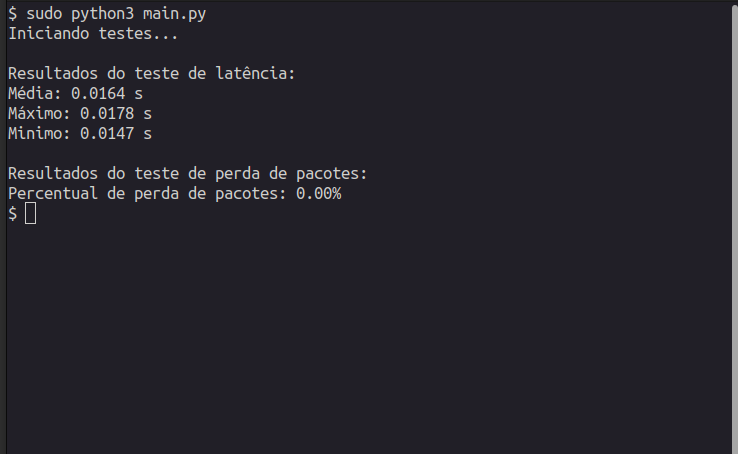 $ sudo python3 main.py
Iniciando testes...
Resultados do teste de latência:
Média: 0.0164 s
Máximo: 0.0178 s
Minimo: 0.0147 s
Resultados do teste de perda de pacotes:
Percentual de perda de pacotes: 0.00%
$